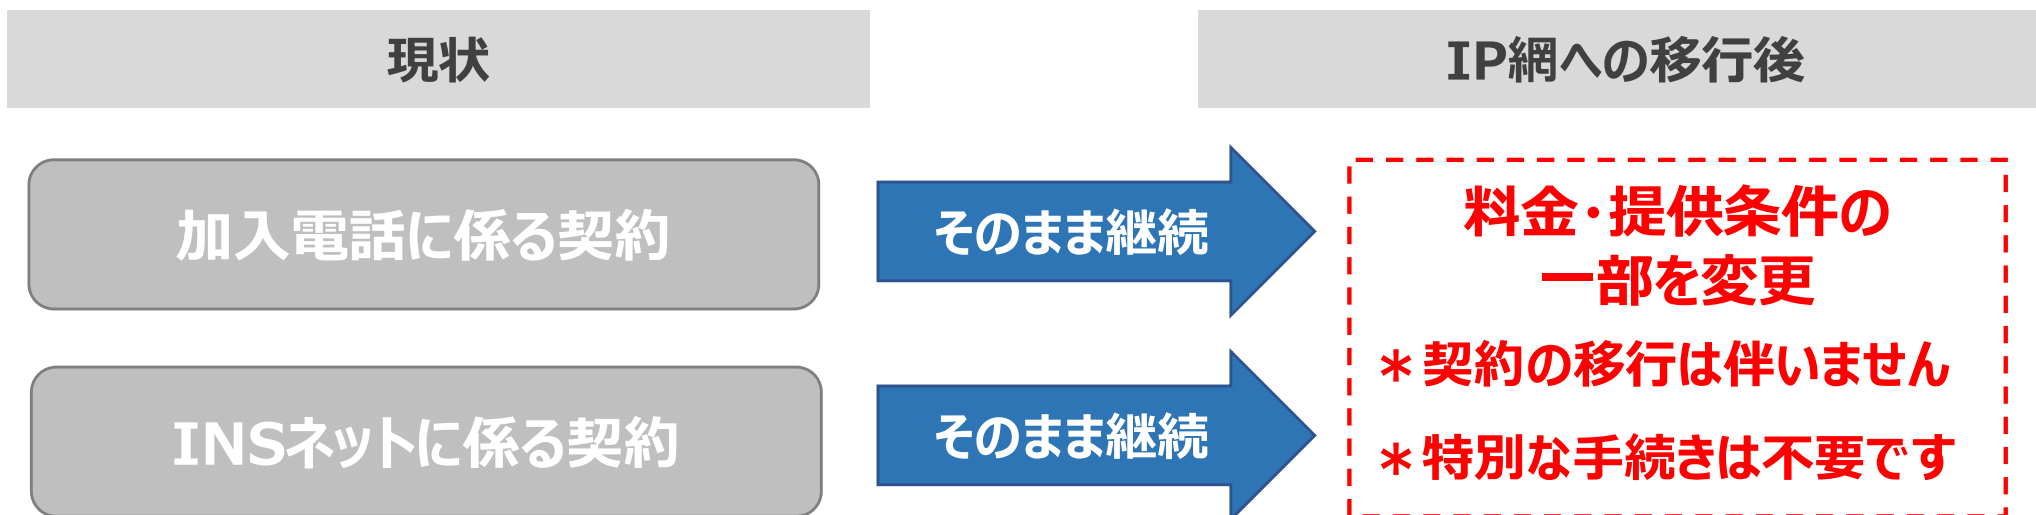 現状
IP網への移行後
加入電話に係る契約
そのまま継続
料金・提供条件の
一部を変更
＊契約の移行は伴いません
INSネットに係る契約
そのまま継続
＊特別な手続きは不要です